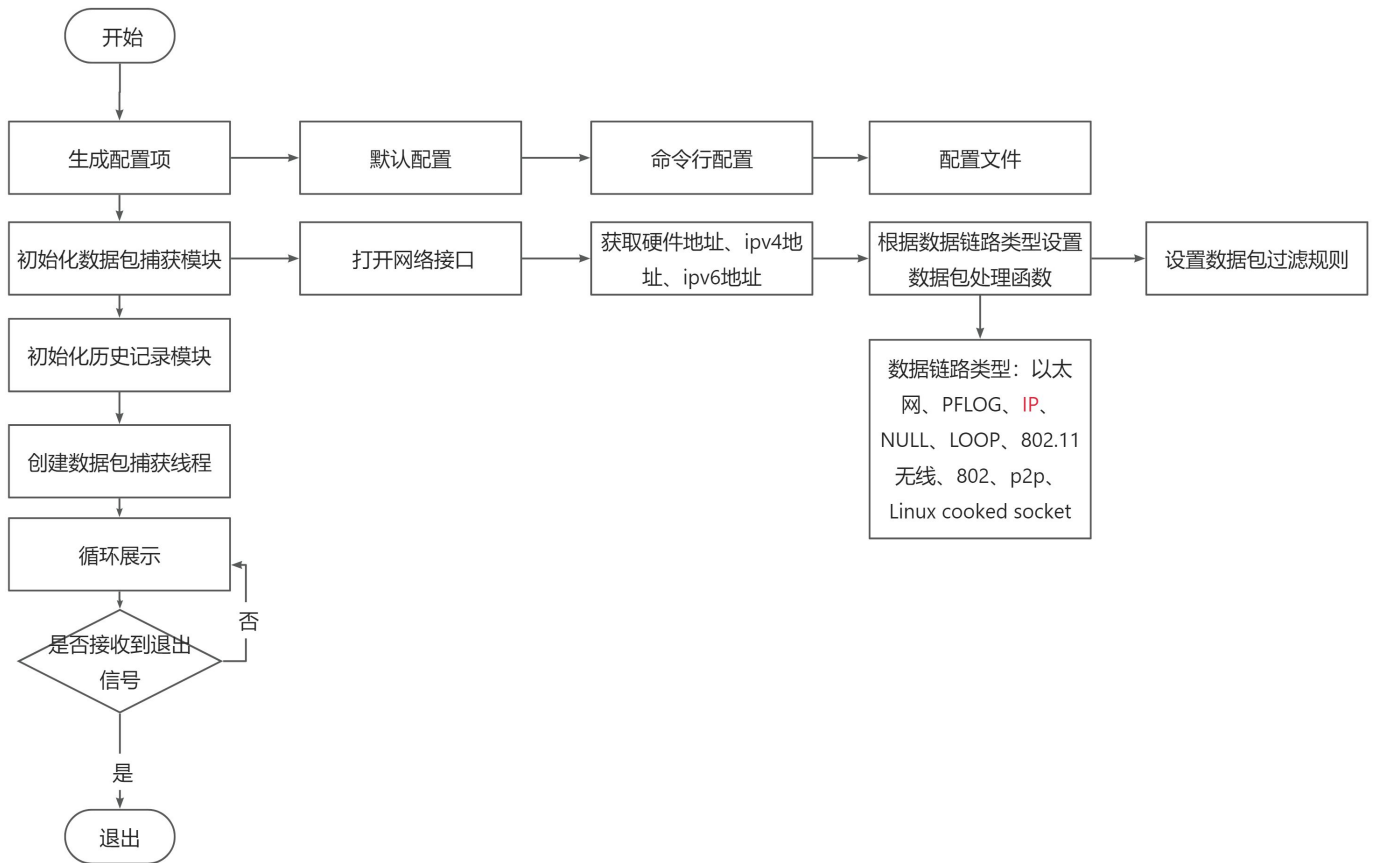 开始
生成配置项
默认配置
命令行配置
配置文件
初始化数据包捕获模块
打开网络接口
获取硬件地址、ipv4地
址、ipv6地址
根据数据链路类型设置
数据包处理函数
设置数据包过滤规则
初始化历史记录模块
数据链路类型：以太
网、PFLOG、IP、
NULL、LOOP、802.11
无线、802、p2p、
Linux cooked socket
创建数据包捕获线程
循环展示
否
是否接收到退出
信号
是
退出